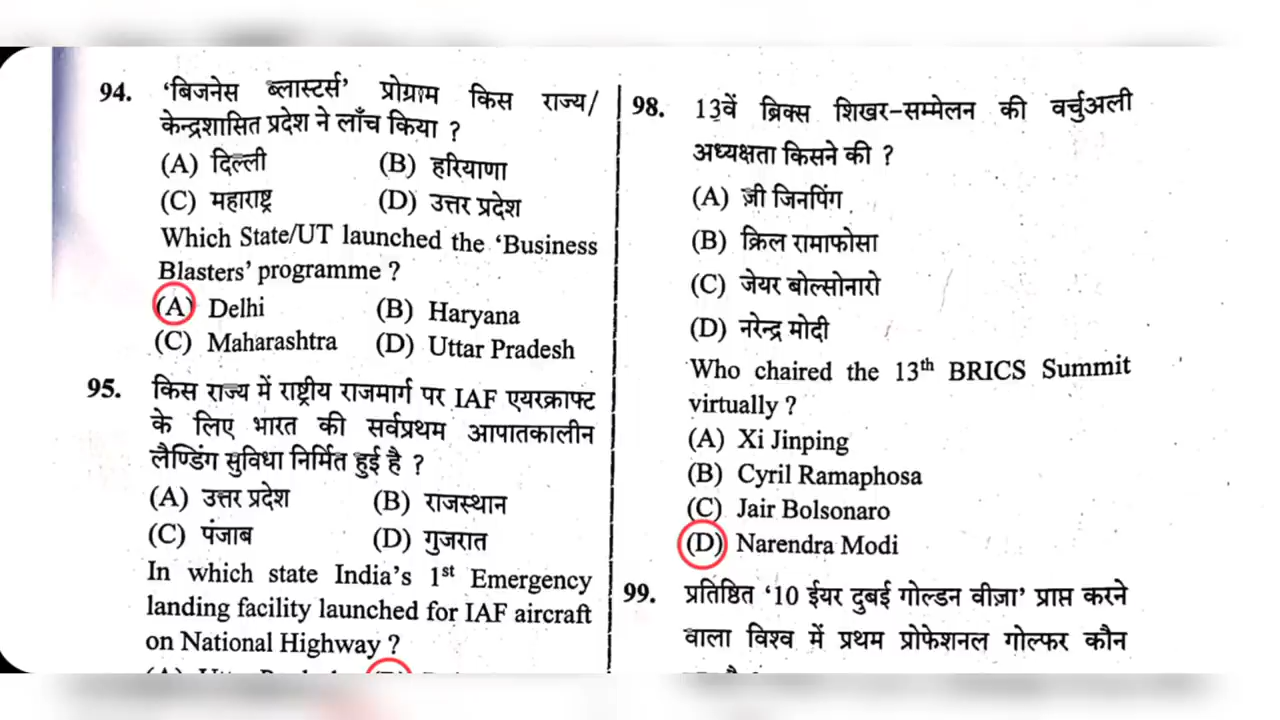 94. 'बिजनेस ब्लास्टर्स' प्रोग्राम किस राज्य/
केन्द्रशासित प्रदेश ने लाँच किया ?
(A) दिल्ली (B) हरियाणा
(C) महाराष्ट्र (D) उत्तर प्रदेश
Which State/UT launched the 'Business
Blasters' programme ?
(A) Delhi (B) Haryana
(C) Maharashtra (D) Uttar Pradesh
95. किस राज्य में राष्ट्रीय राजमार्ग पर IAF एयरक्राफ्ट
के लिए भारत की सर्वप्रथम आपातकालीन
लैण्डिंग सुविधा निर्मित हुई है ?
(A) उत्तर प्रदेश (B) राजस्थान
(C) पंजाब (D) गुजरात
In which state India's 1st Emergency
landing facility launched for IAF aircraft
on National Highway ?
98. 13वें ब्रिक्स शिखर-सम्मेलन की वर्चुअली
अध्यक्षता किसने की ?
(A) ज़ी जिनपिंग
(B) क्रिल रामाफोसा
(C) जेयर बोल्सोनारो
(D) नरेन्द्र मोदी
Who chaired the 13th BRICS Summit
virtually ?
(A) Xi Jinping
(B) Cyril Ramaphosa
(C) Jair Bolsonaro
(D) Narendra Modi
99. प्रतिष्ठित '10 ईयर दुबई गोल्डन वीज़ा' प्राप्त करने
वाला विश्व में प्रथम प्रोफेशनल गोल्फर कौन